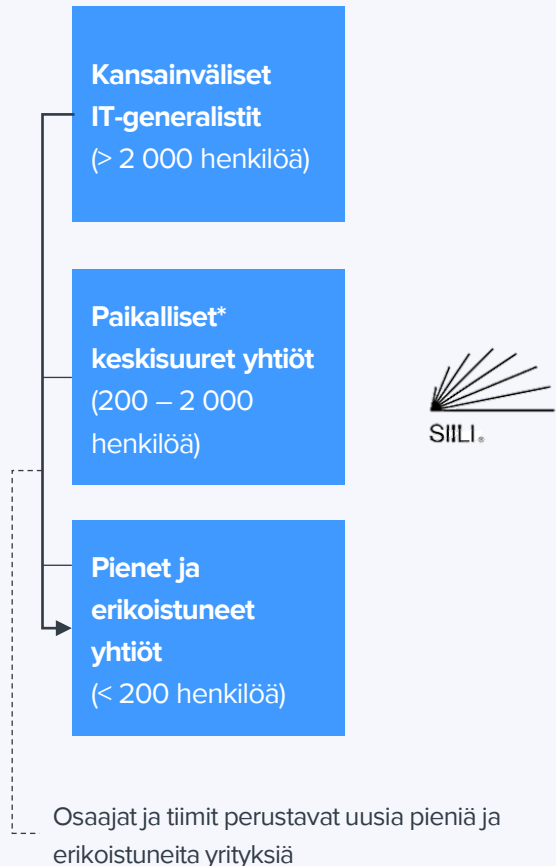 Kansainväliset
IT-generalistit
(> 2 000 henkilöä)
Paikalliset*
keskisuuret yhtiöt
(200 – 2 000
henkilöä)
SIILI®
Pienet ja
erikoistuneet
yhtiöt
(< 200 henkilöä)
Osaajat ja tiimit perustavat uusia pieniä ja
erikoistuneita yrityksiä